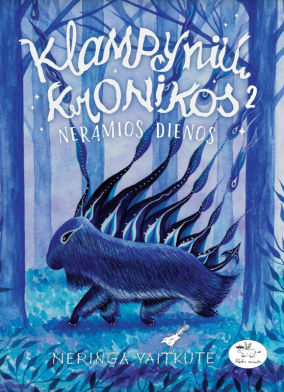 Klampynių
KRONIKOS 2
NERAMIOS DIENOS
NERINGA VAITKUTĖ